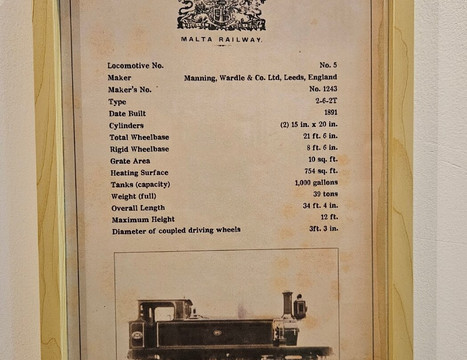 MALTA RAILWAY.
Locomotive No. No. 5
Maker Manning, Wardle & Co. Ltd, Leeds, England
Maker's No. No. 1243
Type 2-6-2T
Date Built 1891
Cylinders (2) 15 in. x 20 in.
Total Wheelbase 21 ft. 6 in.
Rigid Wheelbase 8 ft. 6 in.
Grate Area 10 sq. ft.
Heating Surface 754 sq. ft.
Tanks (capacity) 1,000 gallons
Weight (full) 39 tons
Overall Length 34 ft. 4 in.
Maximum Height 12 ft.
Diameter of coupled driving wheels 3ft. 3 in.